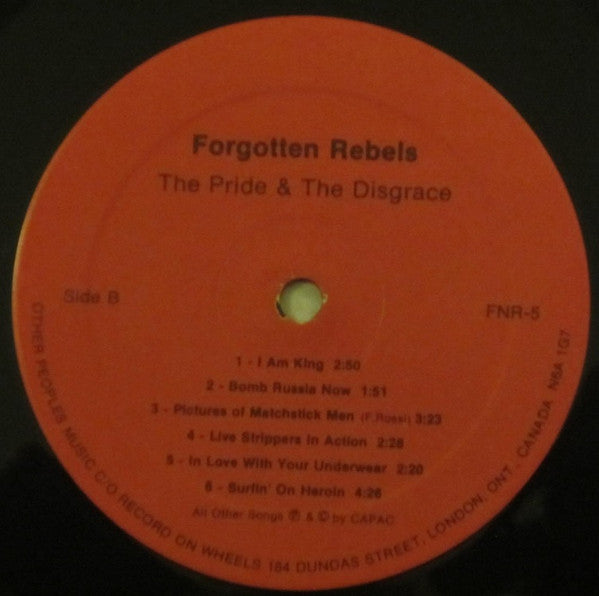 Forgotten Rebels
The Pride & The Disgrace
Side B
FNR-5
1 - I Am King 2:50
2 - Bomb Russia Now 1:51
3 - Pictures of Matchstick Men (F.Rossi) 3:23
4 - Live Strippers In Action 2:28
5 - In Love With Your Underwear 2:20
6 - Surfin' On Heroin 4:26
All Other Songs ℗ & © by CAPAC
OTHER PEOPLES MUSIC C/O RECORD ON WHEELS 184 DUNDAS STREET, LONDON, ONT - CANADA N6A 1G7